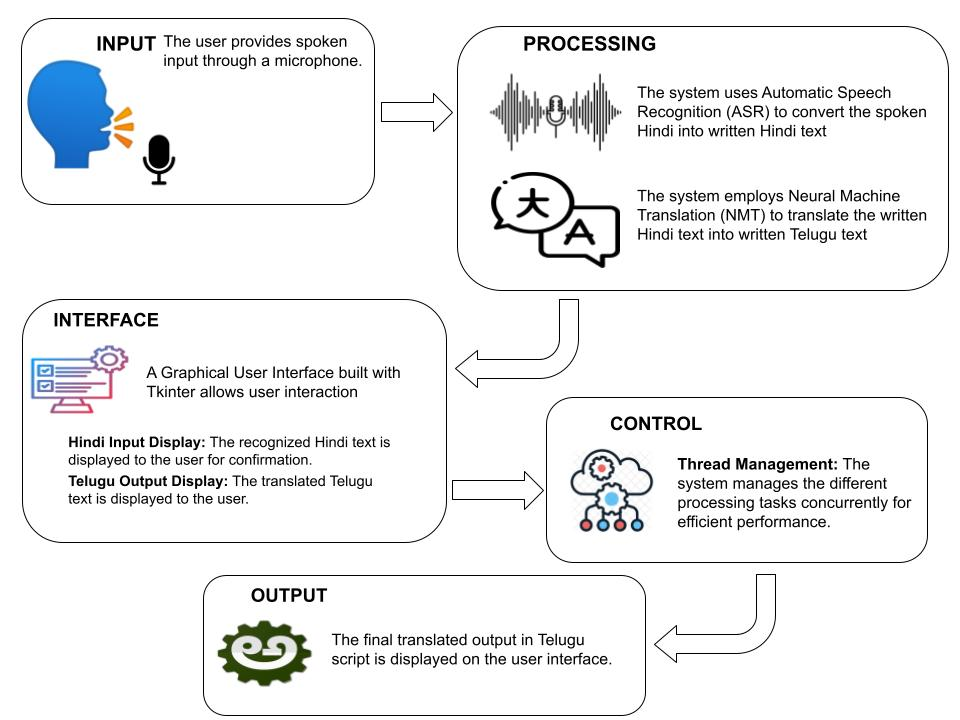 INPUT The user provides spoken
input through a microphone.
PROCESSING
The system uses Automatic Speech
Recognition (ASR) to convert the spoken
Hindi into written Hindi text
大
A
The system employs Neural Machine
Translation (NMT) to translate the written
Hindi text into written Telugu text
INTERFACE
A Graphical User Interface built with
Tkinter allows user interaction
Hindi Input Display: The recognized Hindi text is
displayed to the user for confirmation.
Telugu Output Display: The translated Telugu
text is displayed to the user.
CONTROL
Thread Management: The
system manages the different
processing tasks concurrently for
efficient performance.
OUTPUT
The final translated output in Telugu
script is displayed on the user interface.